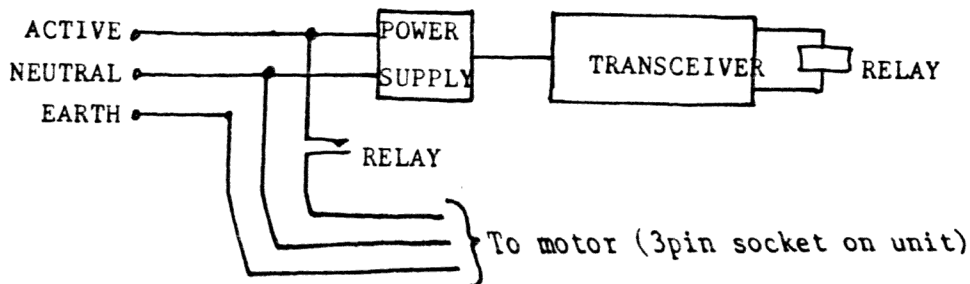 ACTIVE
NEUTRAL
EARTH
POWER
SUPPLY
TRANSCEIVER
RELAY
RELAY
To motor (3pin socket on unit)